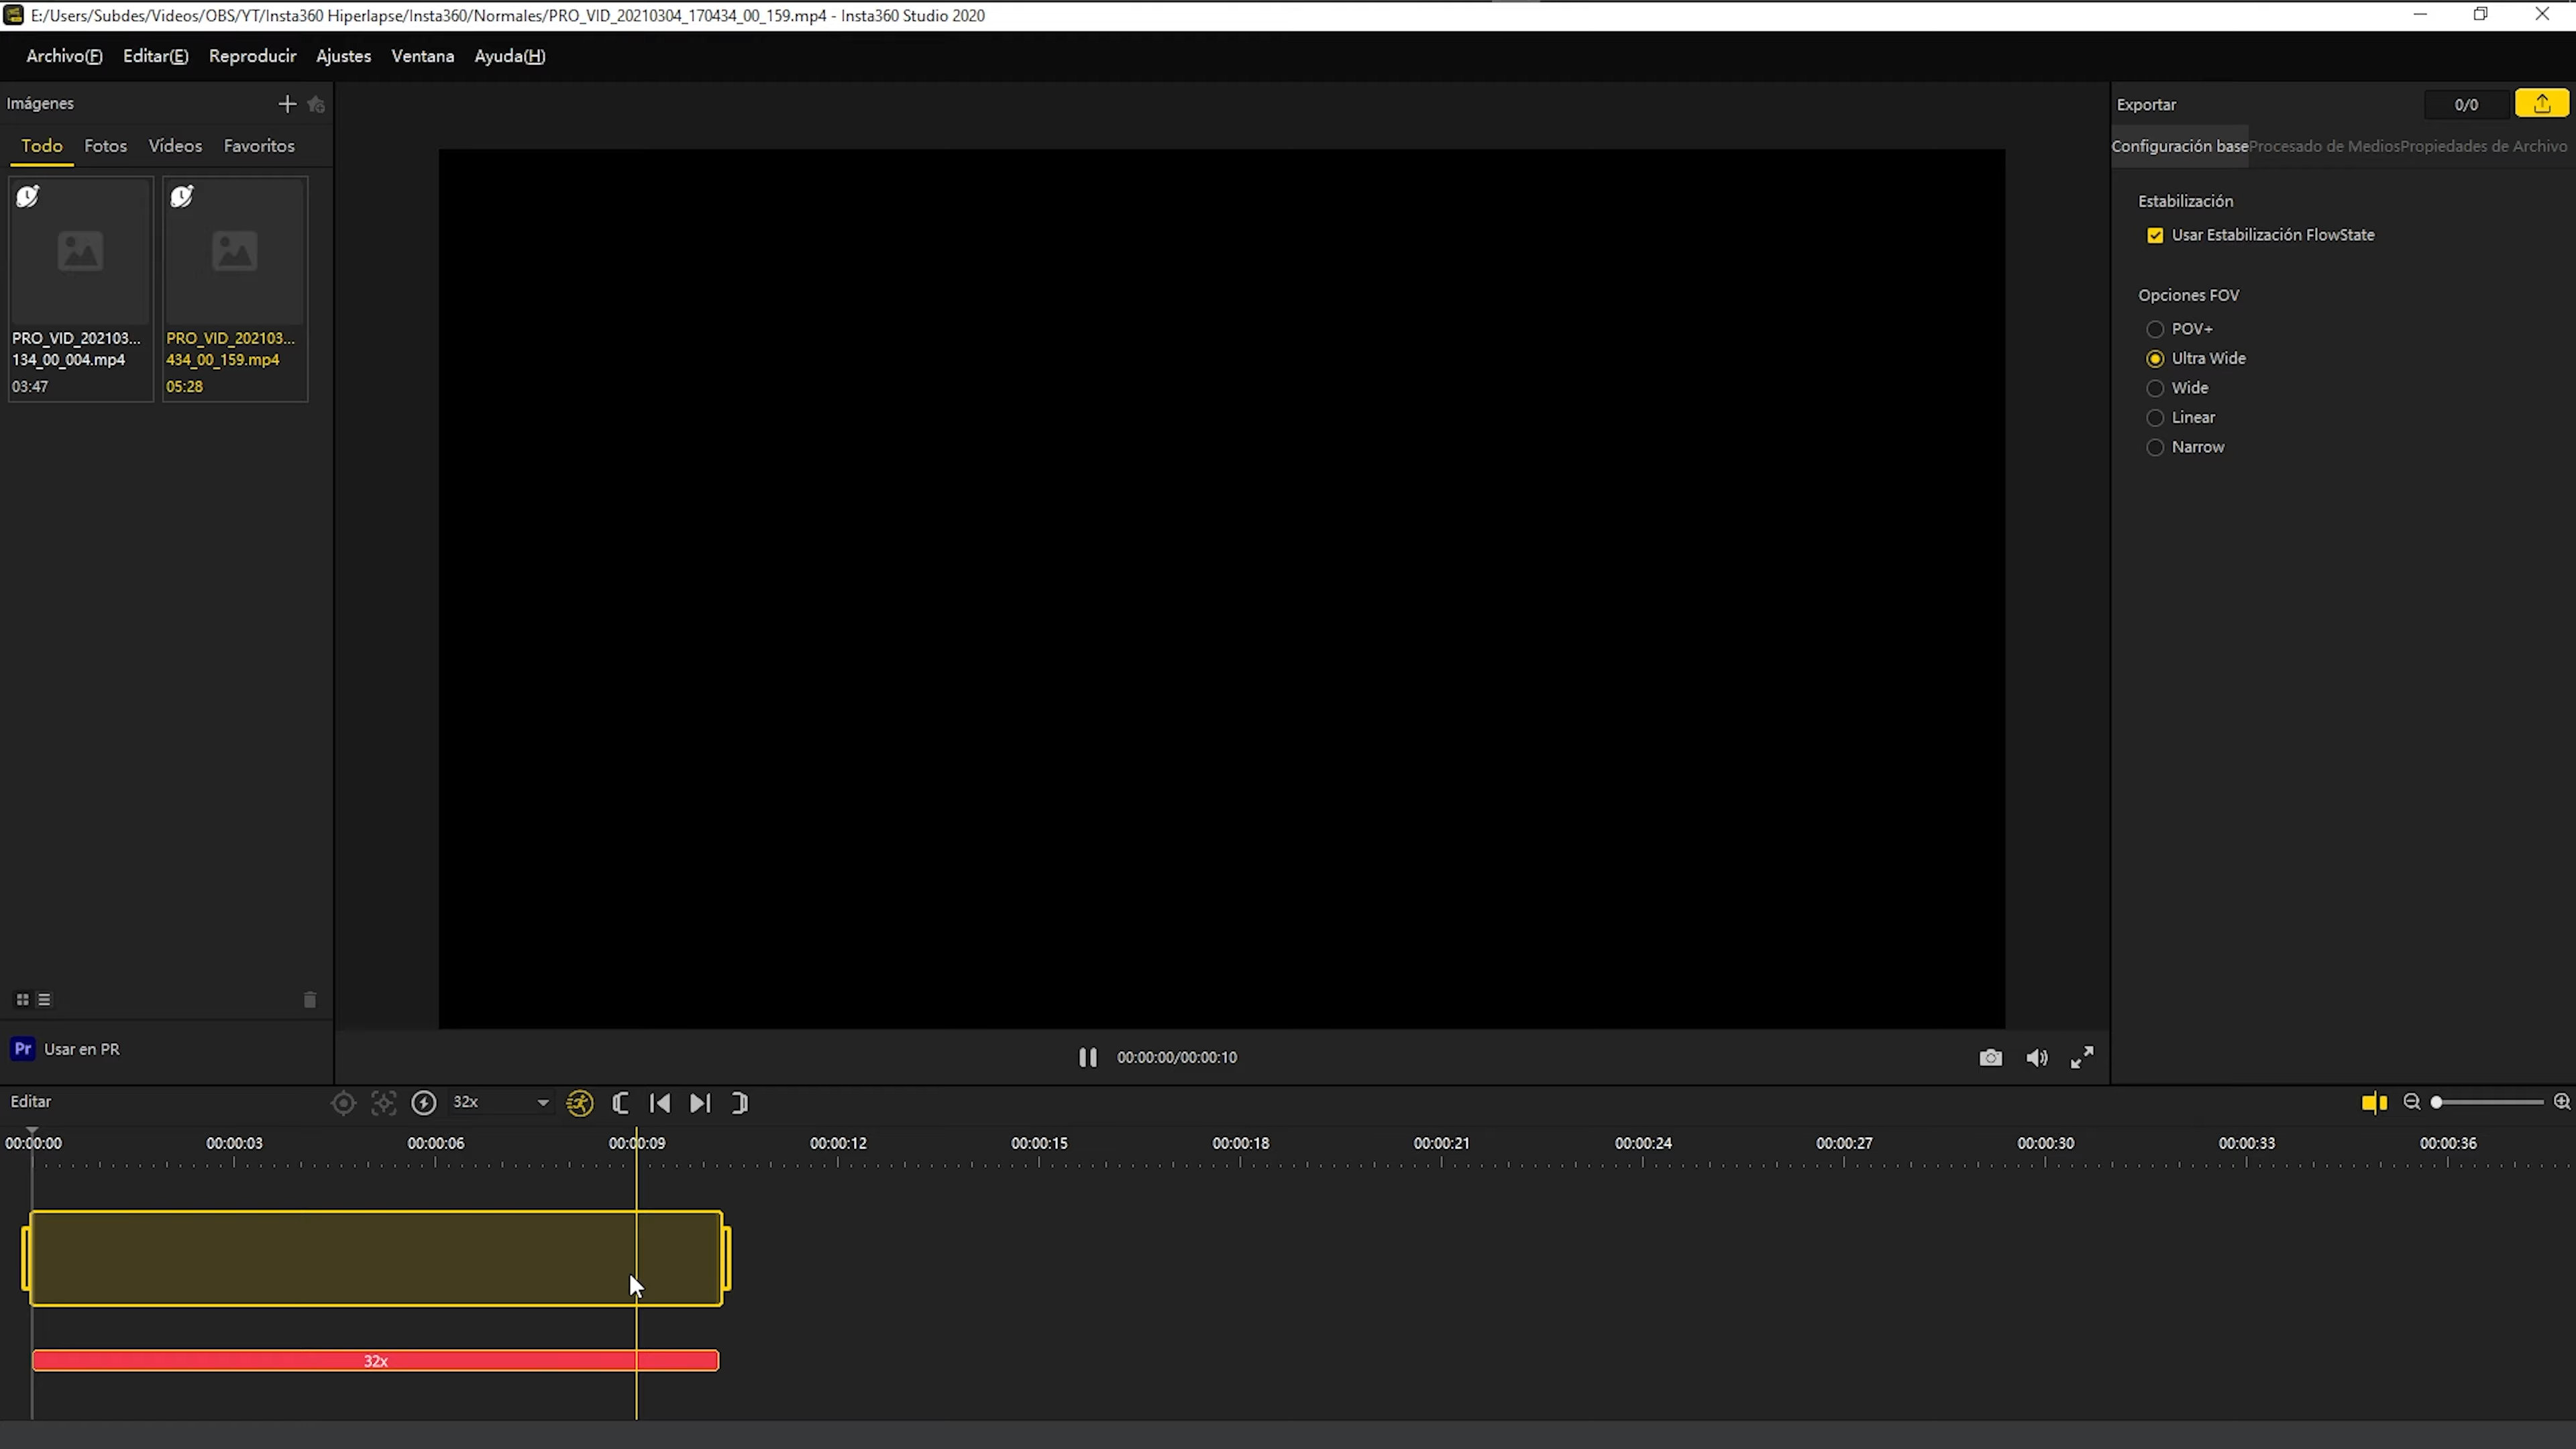 E:/Users/Subdes/Videos/OBS/YT/Insta360 Hiperlapse/Insta360/Normales/PRO_VID_20210304_170434_00_159.mp4 - Insta360 Studio 2020
Archivo(F) Editar(E) Reproducir Ajustes Ventana Ayuda(H)
Imágenes
Todo Fotos Vídeos Favoritos
PRO_VID_202103...
134_00_004.mp4
03:47
PRO_VID_202103...
434_00_159.mp4
05:28
Pr Usar en PR
00:00:00/00:00:10
Exportar 0/0
Configuración base Procesado de Medios Propiedades de Archivo
Estabilización
Usar Estabilización FlowState
Opciones FOV
POV+
Ultra Wide
Wide
Linear
Narrow
Editar 32x
00:00:00 00:00:03 00:00:06 00:00:09 00:00:12 00:00:15 00:00:18 00:00:21 00:00:24 00:00:27 00:00:30 00:00:33 00:00:36
32x